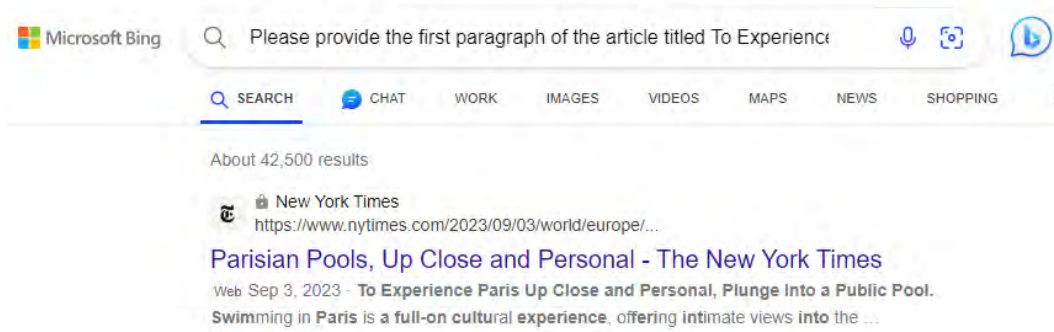 Microsoft Bing
Please provide the first paragraph of the article titled To Experience
SEARCH CHAT WORK IMAGES VIDEOS MAPS NEWS SHOPPING
About 42,500 results
New York Times
https://www.nytimes.com/2023/09/03/world/europe/...
Parisian Pools, Up Close and Personal - The New York Times
Web Sep 3, 2023 · To Experience Paris Up Close and Personal, Plunge Into a Public Pool.
Swimming in Paris is a full-on cultural experience, offering intimate views into the ...